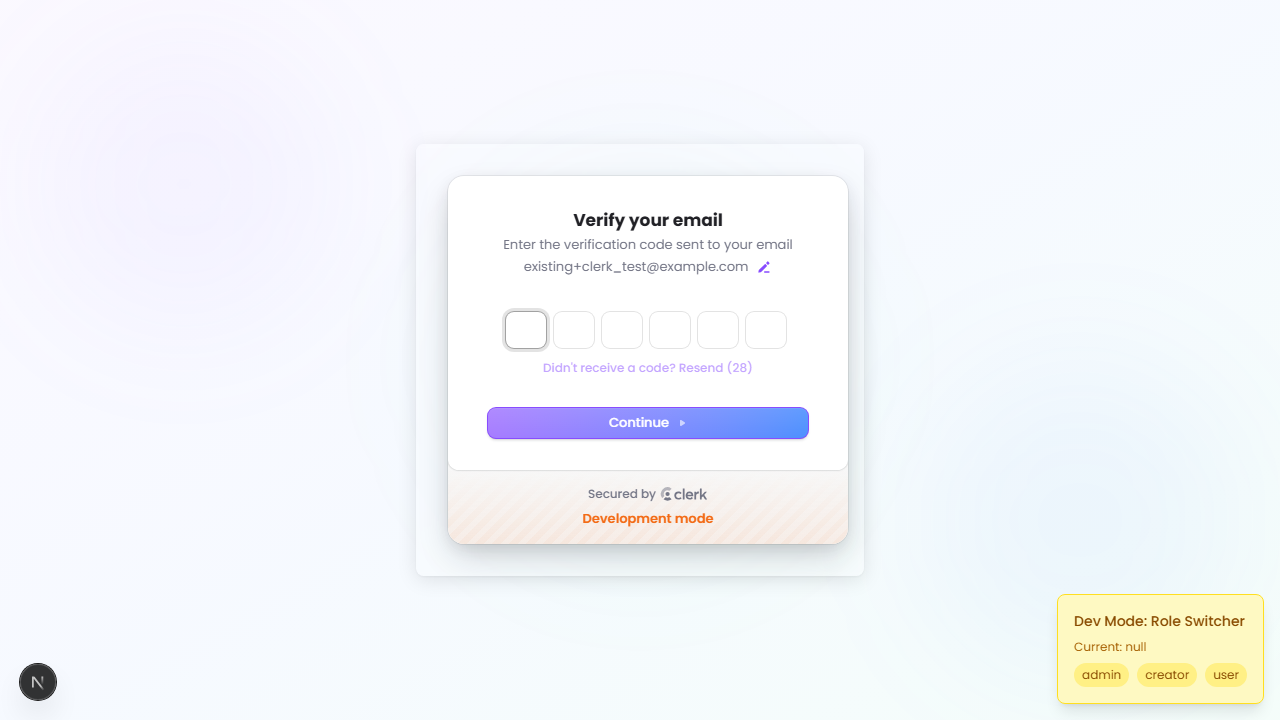 Verify your email
Enter the verification code sent to your email
existing+clerk_test@example.com
Didn't receive a code? Resend (28)
Continue
Secured by clerk
Development mode
Dev Mode: Role Switcher
Current: null
admin creator user
N